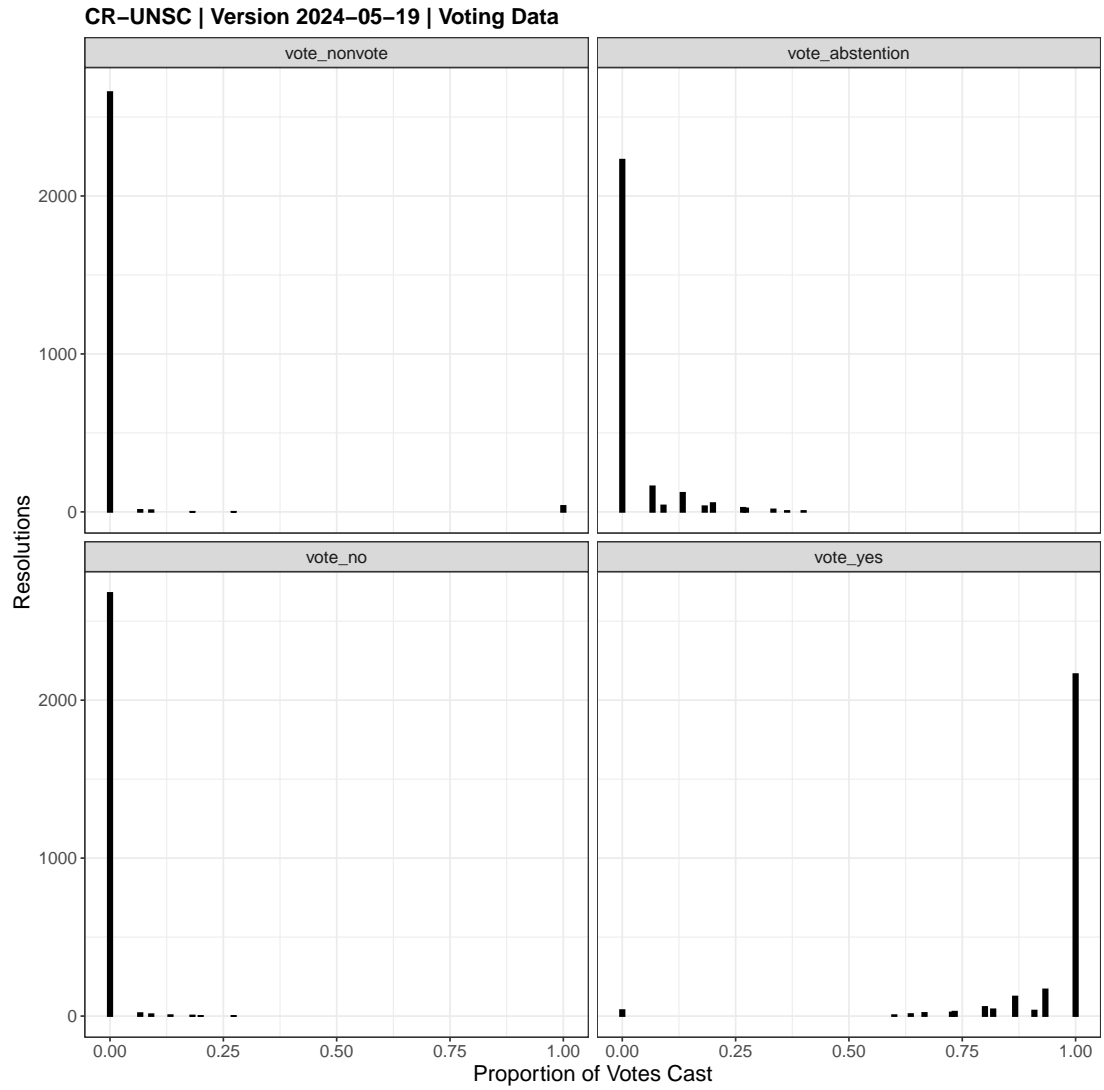 CR−UNSC | Version 2024−05−19 | Voting Data
vote_nonvote
vote_abstention
2000
1000
0
vote_no
vote_yes
2000
1000
0
0.00 0.25 0.50 0.75 1.00
0.00 0.25 0.50 0.75 1.00
Resolutions
Proportion of Votes Cast